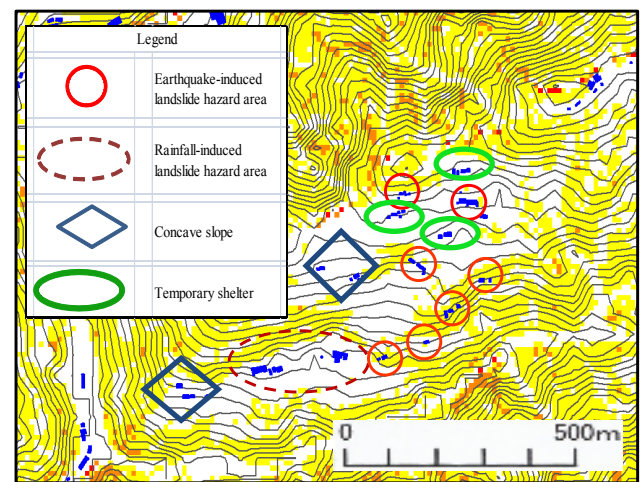 Legend
Earthquake-induced
landslide hazard area
Rainfall-induced
landslide hazard area
Concave slope
Temporary shelter
0 500m